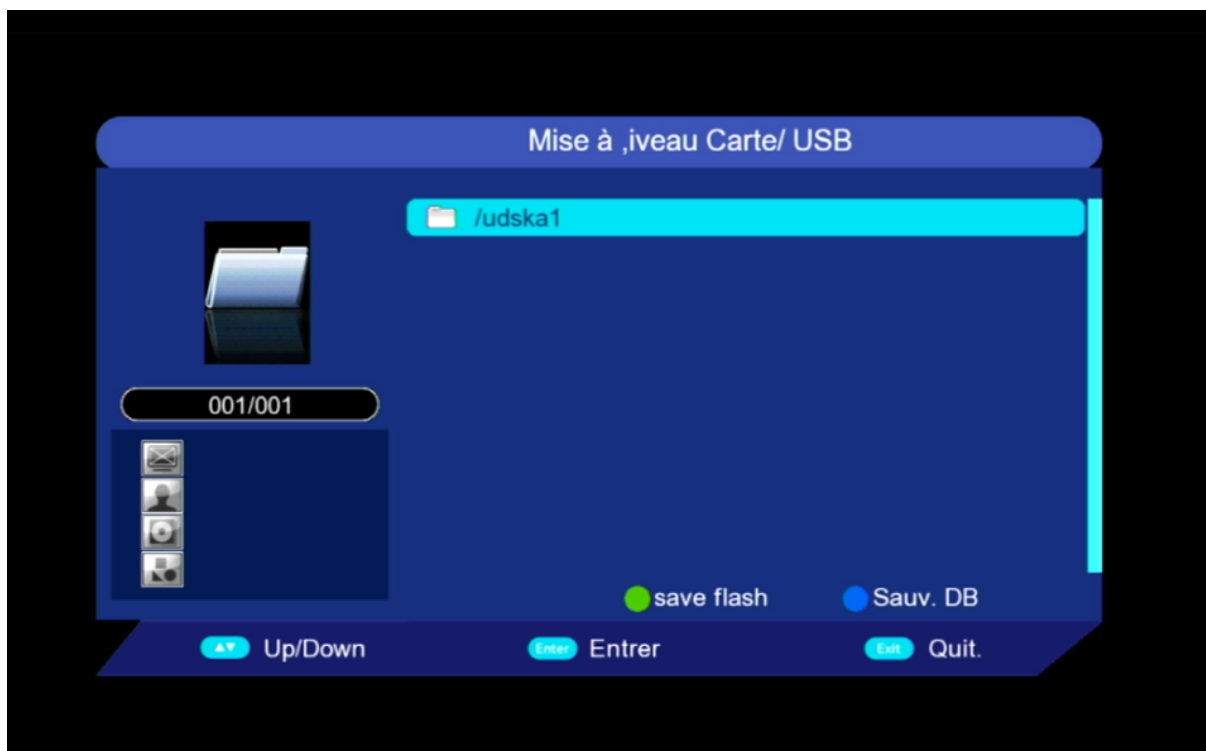 Mise à ,iveau Carte/ USB
/udska1
001/001
save flash Sauv. DB
Up/Down Enter Entrer Exit Quit.